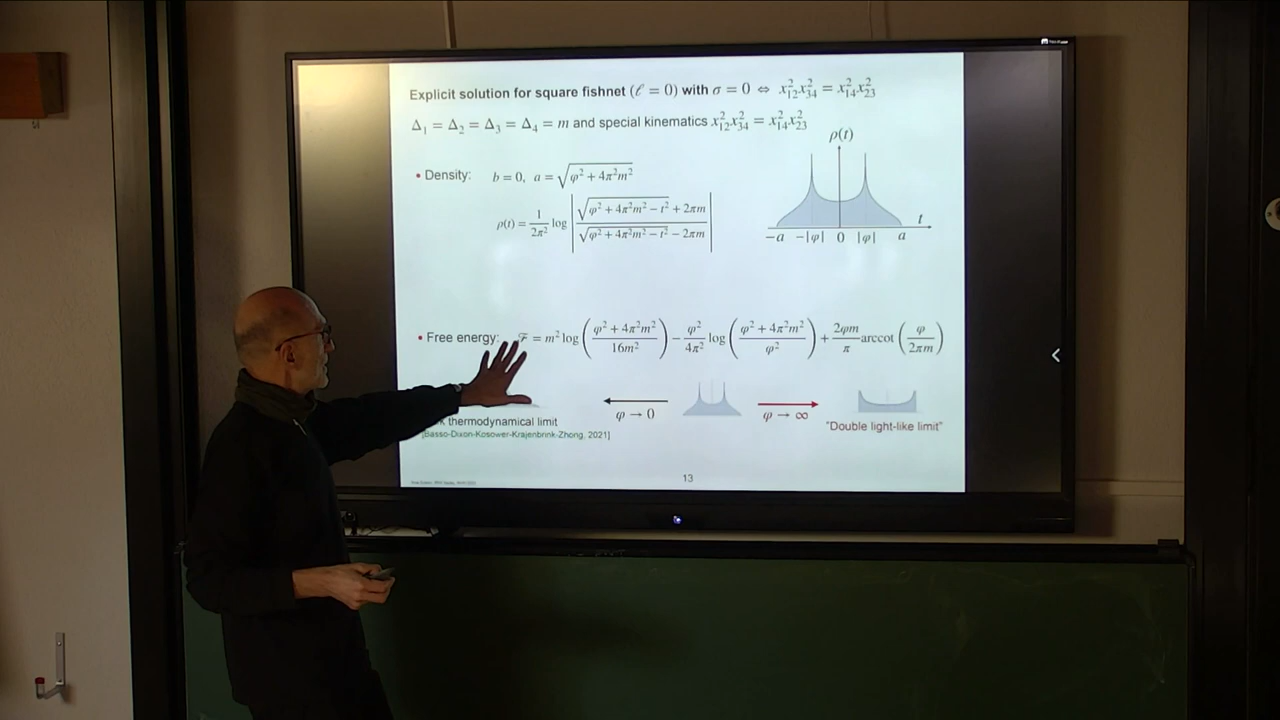 Explicit solution for square fishnet (ℓ = 0) with σ = 0 ⇔ x²₁₂x²₃₄ = x²₁₄x²₂₃
Δ₁ = Δ₂ = Δ₃ = Δ₄ = m and special kinematics x²₁₂x²₃₄ = x²₁₄x²₂₃
ρ(t)
• Density: b = 0, a = √(φ² + 4π²m²)
ρ(t) = 1/(2π²) log |(√(φ² + 4π²m² − t²) + 2πm)/(√(φ² + 4π²m² − t²) − 2πm)|
t
−a −|φ| 0 |φ| a
• Free energy: ℱ = m² log((φ² + 4π²m²)/(16m²)) − φ²/(4π²) log((φ² + 4π²m²)/φ²) + (2φm/π) arccot(φ/(2πm))
φ → 0
φ → ∞
thermodynamical limit
"Double light-like limit"
[Basso-Dixon-Kosower-Krajenbrink-Zhong, 2021]
13